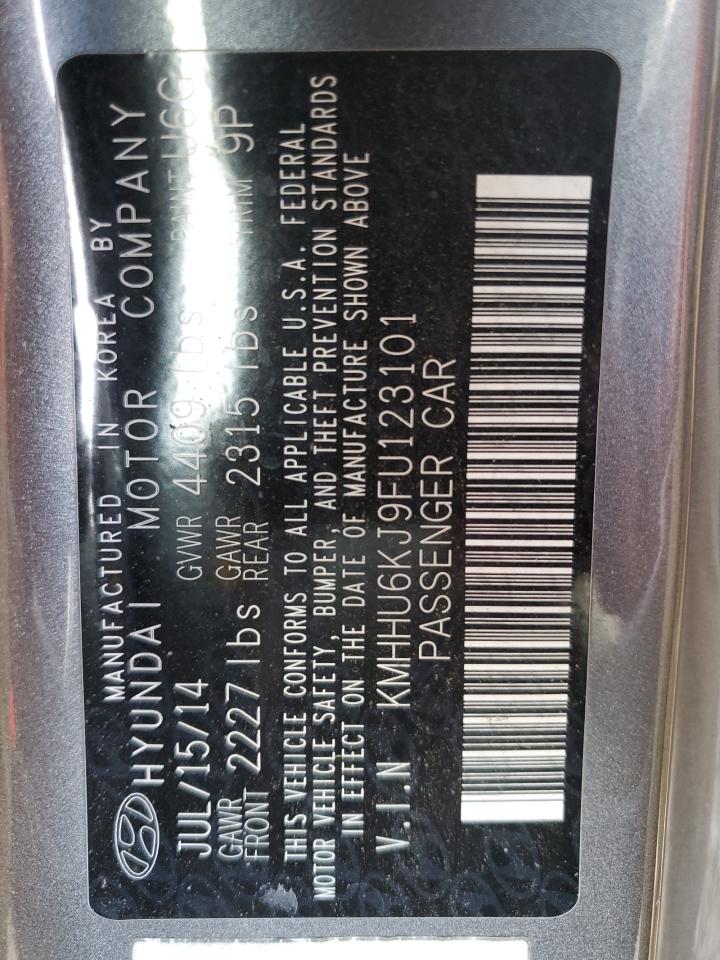 MANUFACTURED IN KOREA BY
HYUNDAI MOTOR COMPANY
JUL/15/14 GVWR 4409 lbs PAINT U6G
GAWR FRONT 2227 lbs GAWR REAR 2315 lbs TRIM 9P
THIS VEHICLE CONFORMS TO ALL APPLICABLE U.S.A. FEDERAL
MOTOR VEHICLE SAFETY, BUMPER, AND THEFT PREVENTION STANDARDS
IN EFFECT ON THE DATE OF MANUFACTURE SHOWN ABOVE
V.I.N KMHHU6KJ9FU123101
PASSENGER CAR